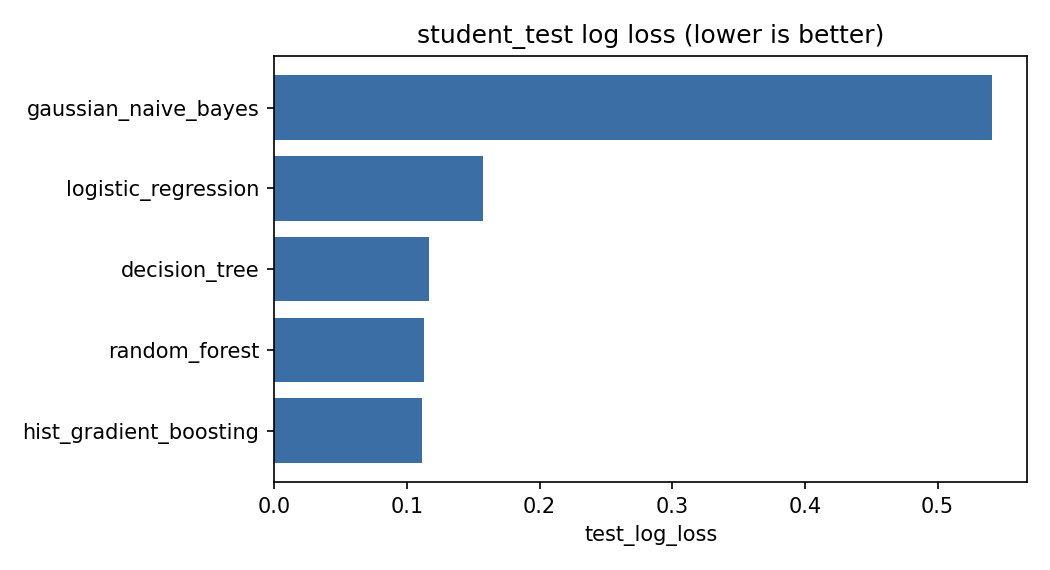 student_test log loss (lower is better)
gaussian_naive_bayes
logistic_regression
decision_tree
random_forest
hist_gradient_boosting
0.0 0.1 0.2 0.3 0.4 0.5
test_log_loss